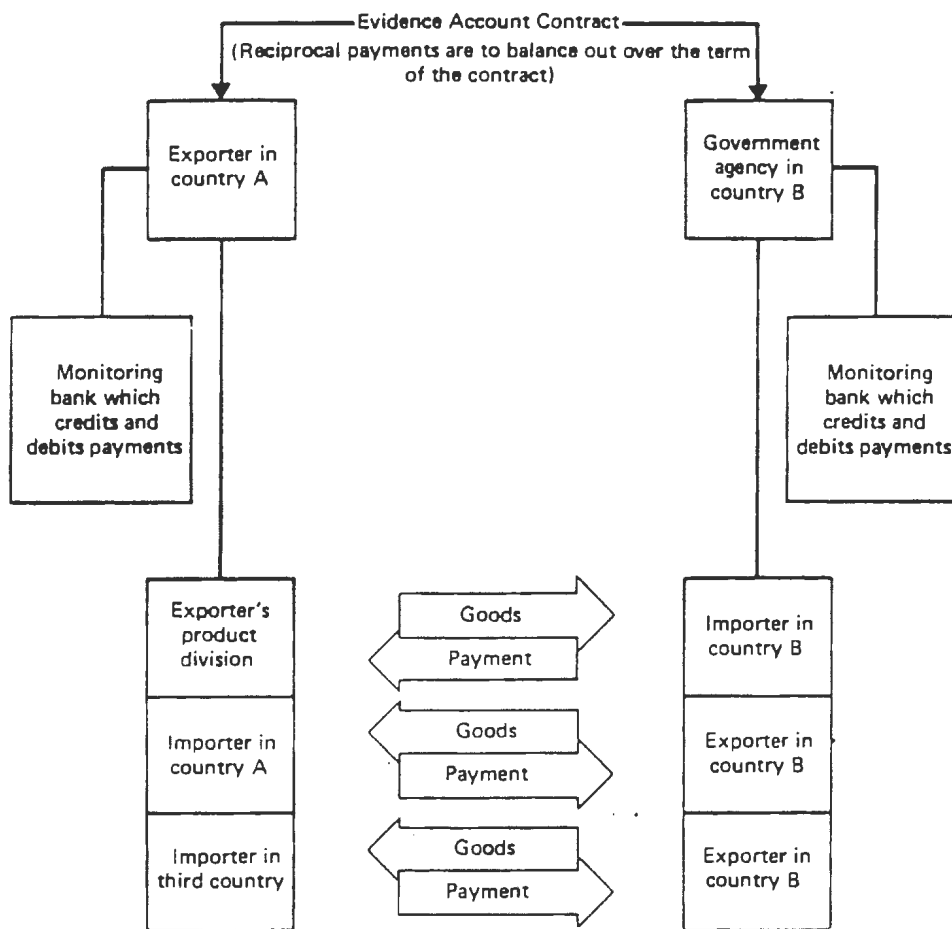 Evidence Account Contract
(Reciprocal payments are to balance out over the term
of the contract)
Exporter in
country A
Government
agency in
country B
Monitoring
bank which
credits and
debits payments
Monitoring
bank which
credits and
debits payments
Exporter's
product
division
Goods
Payment
Importer in
country B
Importer in
country A
Goods
Payment
Exporter in
country B
Importer in
third country
Goods
Payment
Exporter in
country B